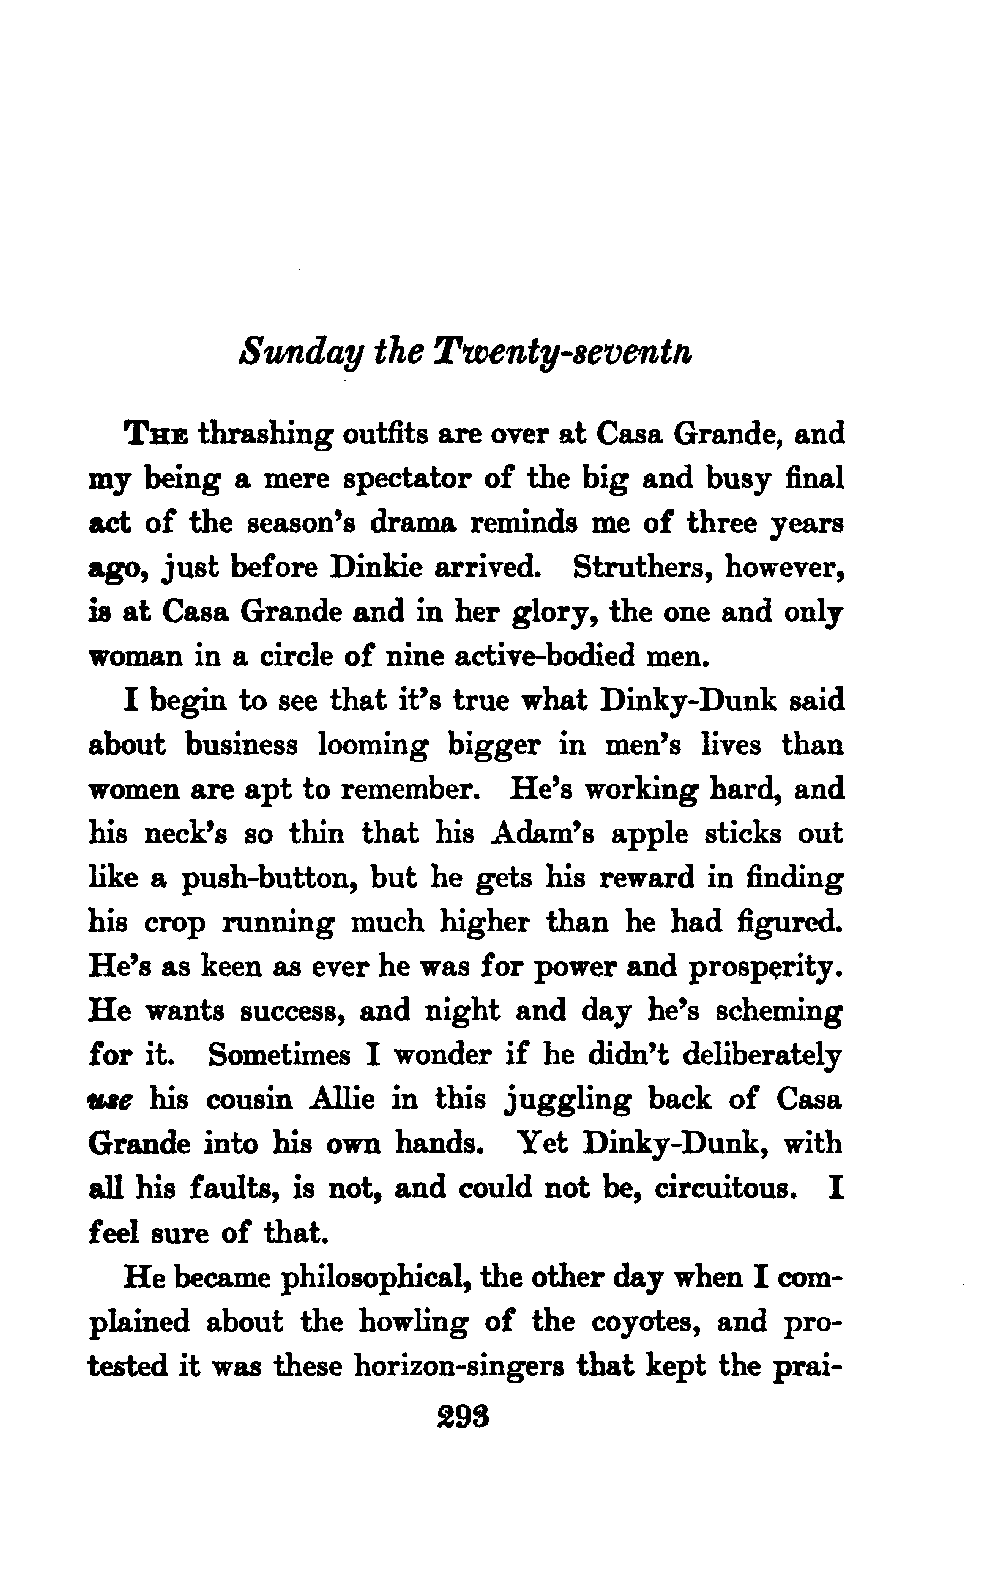 Sunday the Twenty-seventh
THE thrashing outfits are over at Casa Grande, and
my being a mere spectator of the big and busy final
act of the season's drama reminds me of three years
ago, just before Dinkie arrived. Struthers, however,
is at Casa Grande and in her glory, the one and only
woman in a circle of nine active-bodied men.
I begin to see that it's true what Dinky-Dunk said
about business looming bigger in men's lives than
women are apt to remember. He's working hard, and
his neck's so thin that his Adam's apple sticks out
like a push-button, but he gets his reward in finding
his crop running much higher than he had figured.
He's as keen as ever he was for power and prosperity.
He wants success, and night and day he's scheming
for it. Sometimes I wonder if he didn't deliberately
use his cousin Allie in this juggling back of Casa
Grande into his own hands. Yet Dinky-Dunk, with
all his faults, is not, and could not be, circuitous. I
feel sure of that.
He became philosophical, the other day when I com-
plained about the howling of the coyotes, and pro-
tested it was these horizon-singers that kept the prai-
293